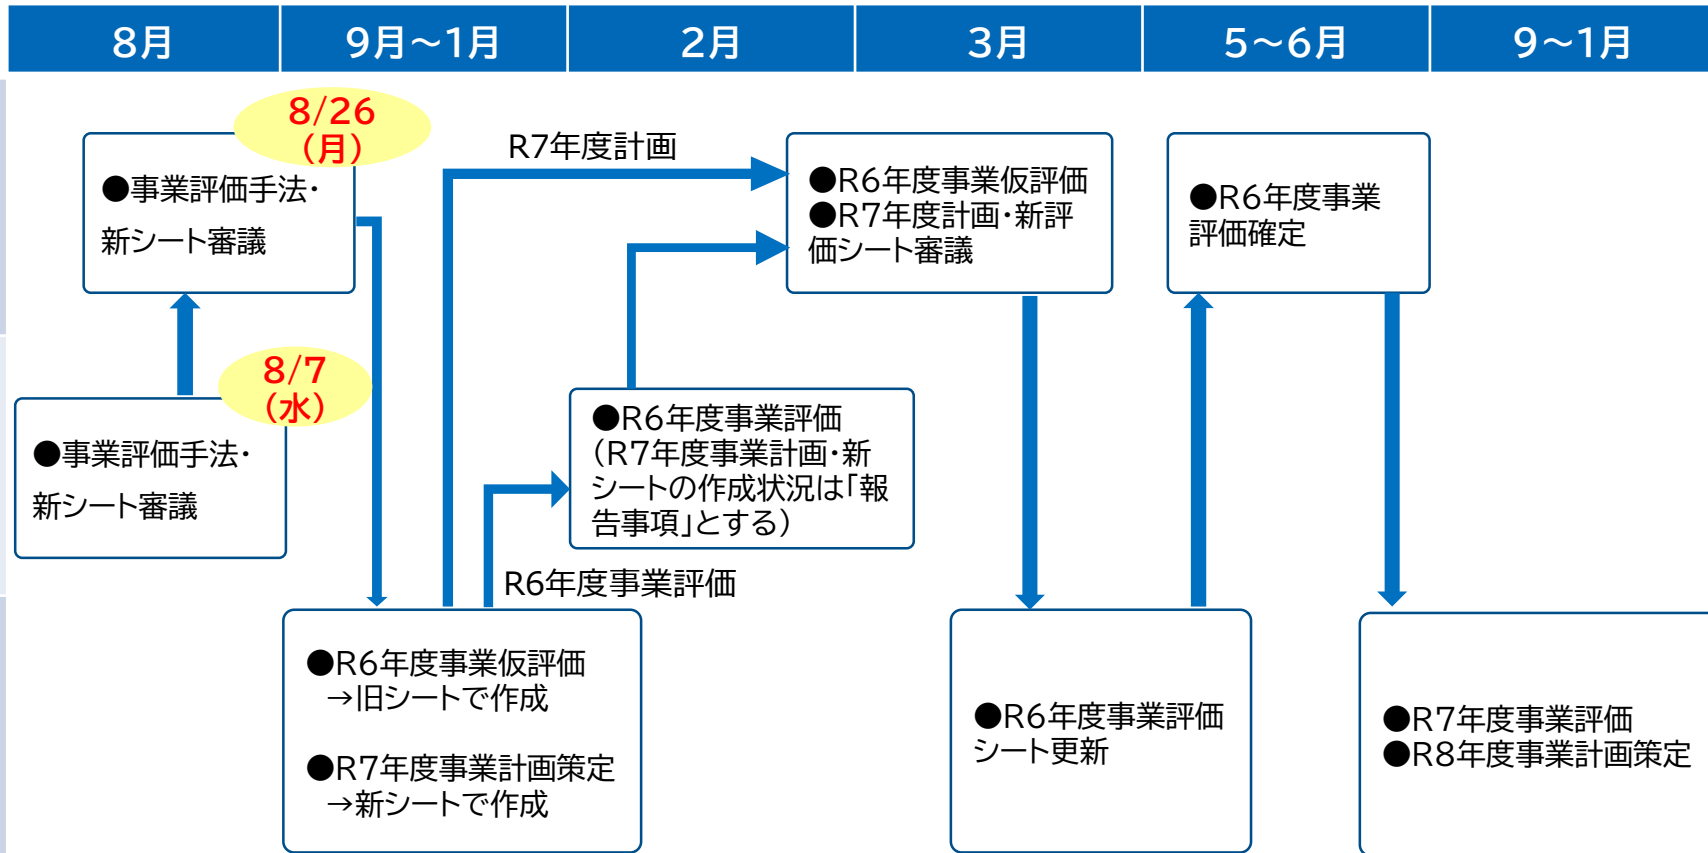 8月
9月～1月
2月
3月
5～6月
9～1月
8/26
（月）
●事業評価手法・
新シート審議
8/7
（水）
●事業評価手法・
新シート審議
R7年度計画
●R6年度事業仮評価
●R7年度計画・新評
価シート審議
●R6年度事業
評価確定
●R6年度事業評価
（R7年度事業計画・新
シートの作成状況は「報
告事項」とする）
R6年度事業評価
●R6年度事業仮評価
→旧シートで作成
●R7年度事業計画策定
→新シートで作成
●R6年度事業評価
シート更新
●R7年度事業評価
●R8年度事業計画策定